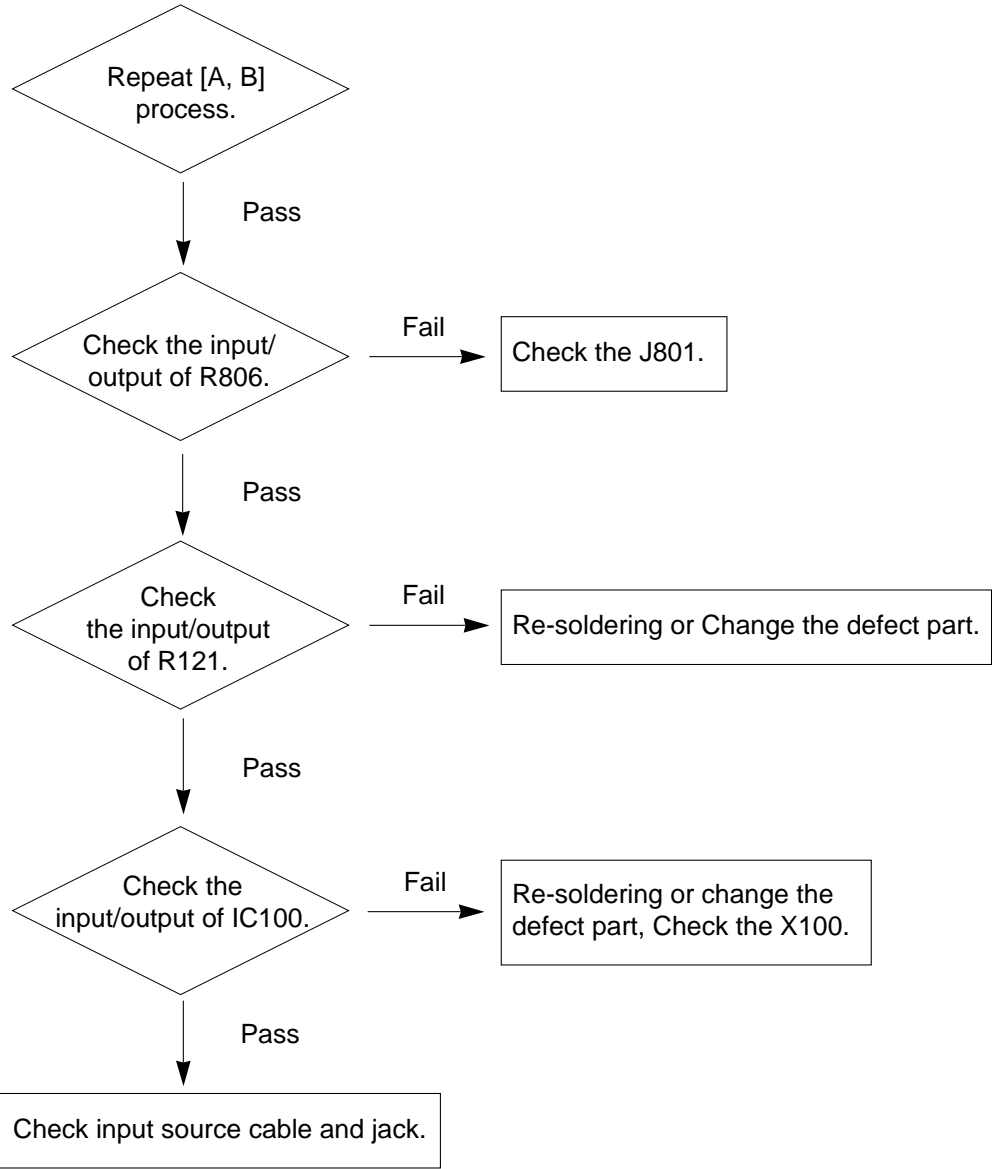 Repeat [A, B]
process.
Pass
Check the input/
output of R806.
Fail
Check the J801.
Pass
Check
the input/output
of R121.
Fail
Re-soldering or Change the defect part.
Pass
Check the
input/output of IC100.
Fail
Re-soldering or change the
defect part, Check the X100.
Pass
Check input source cable and jack.